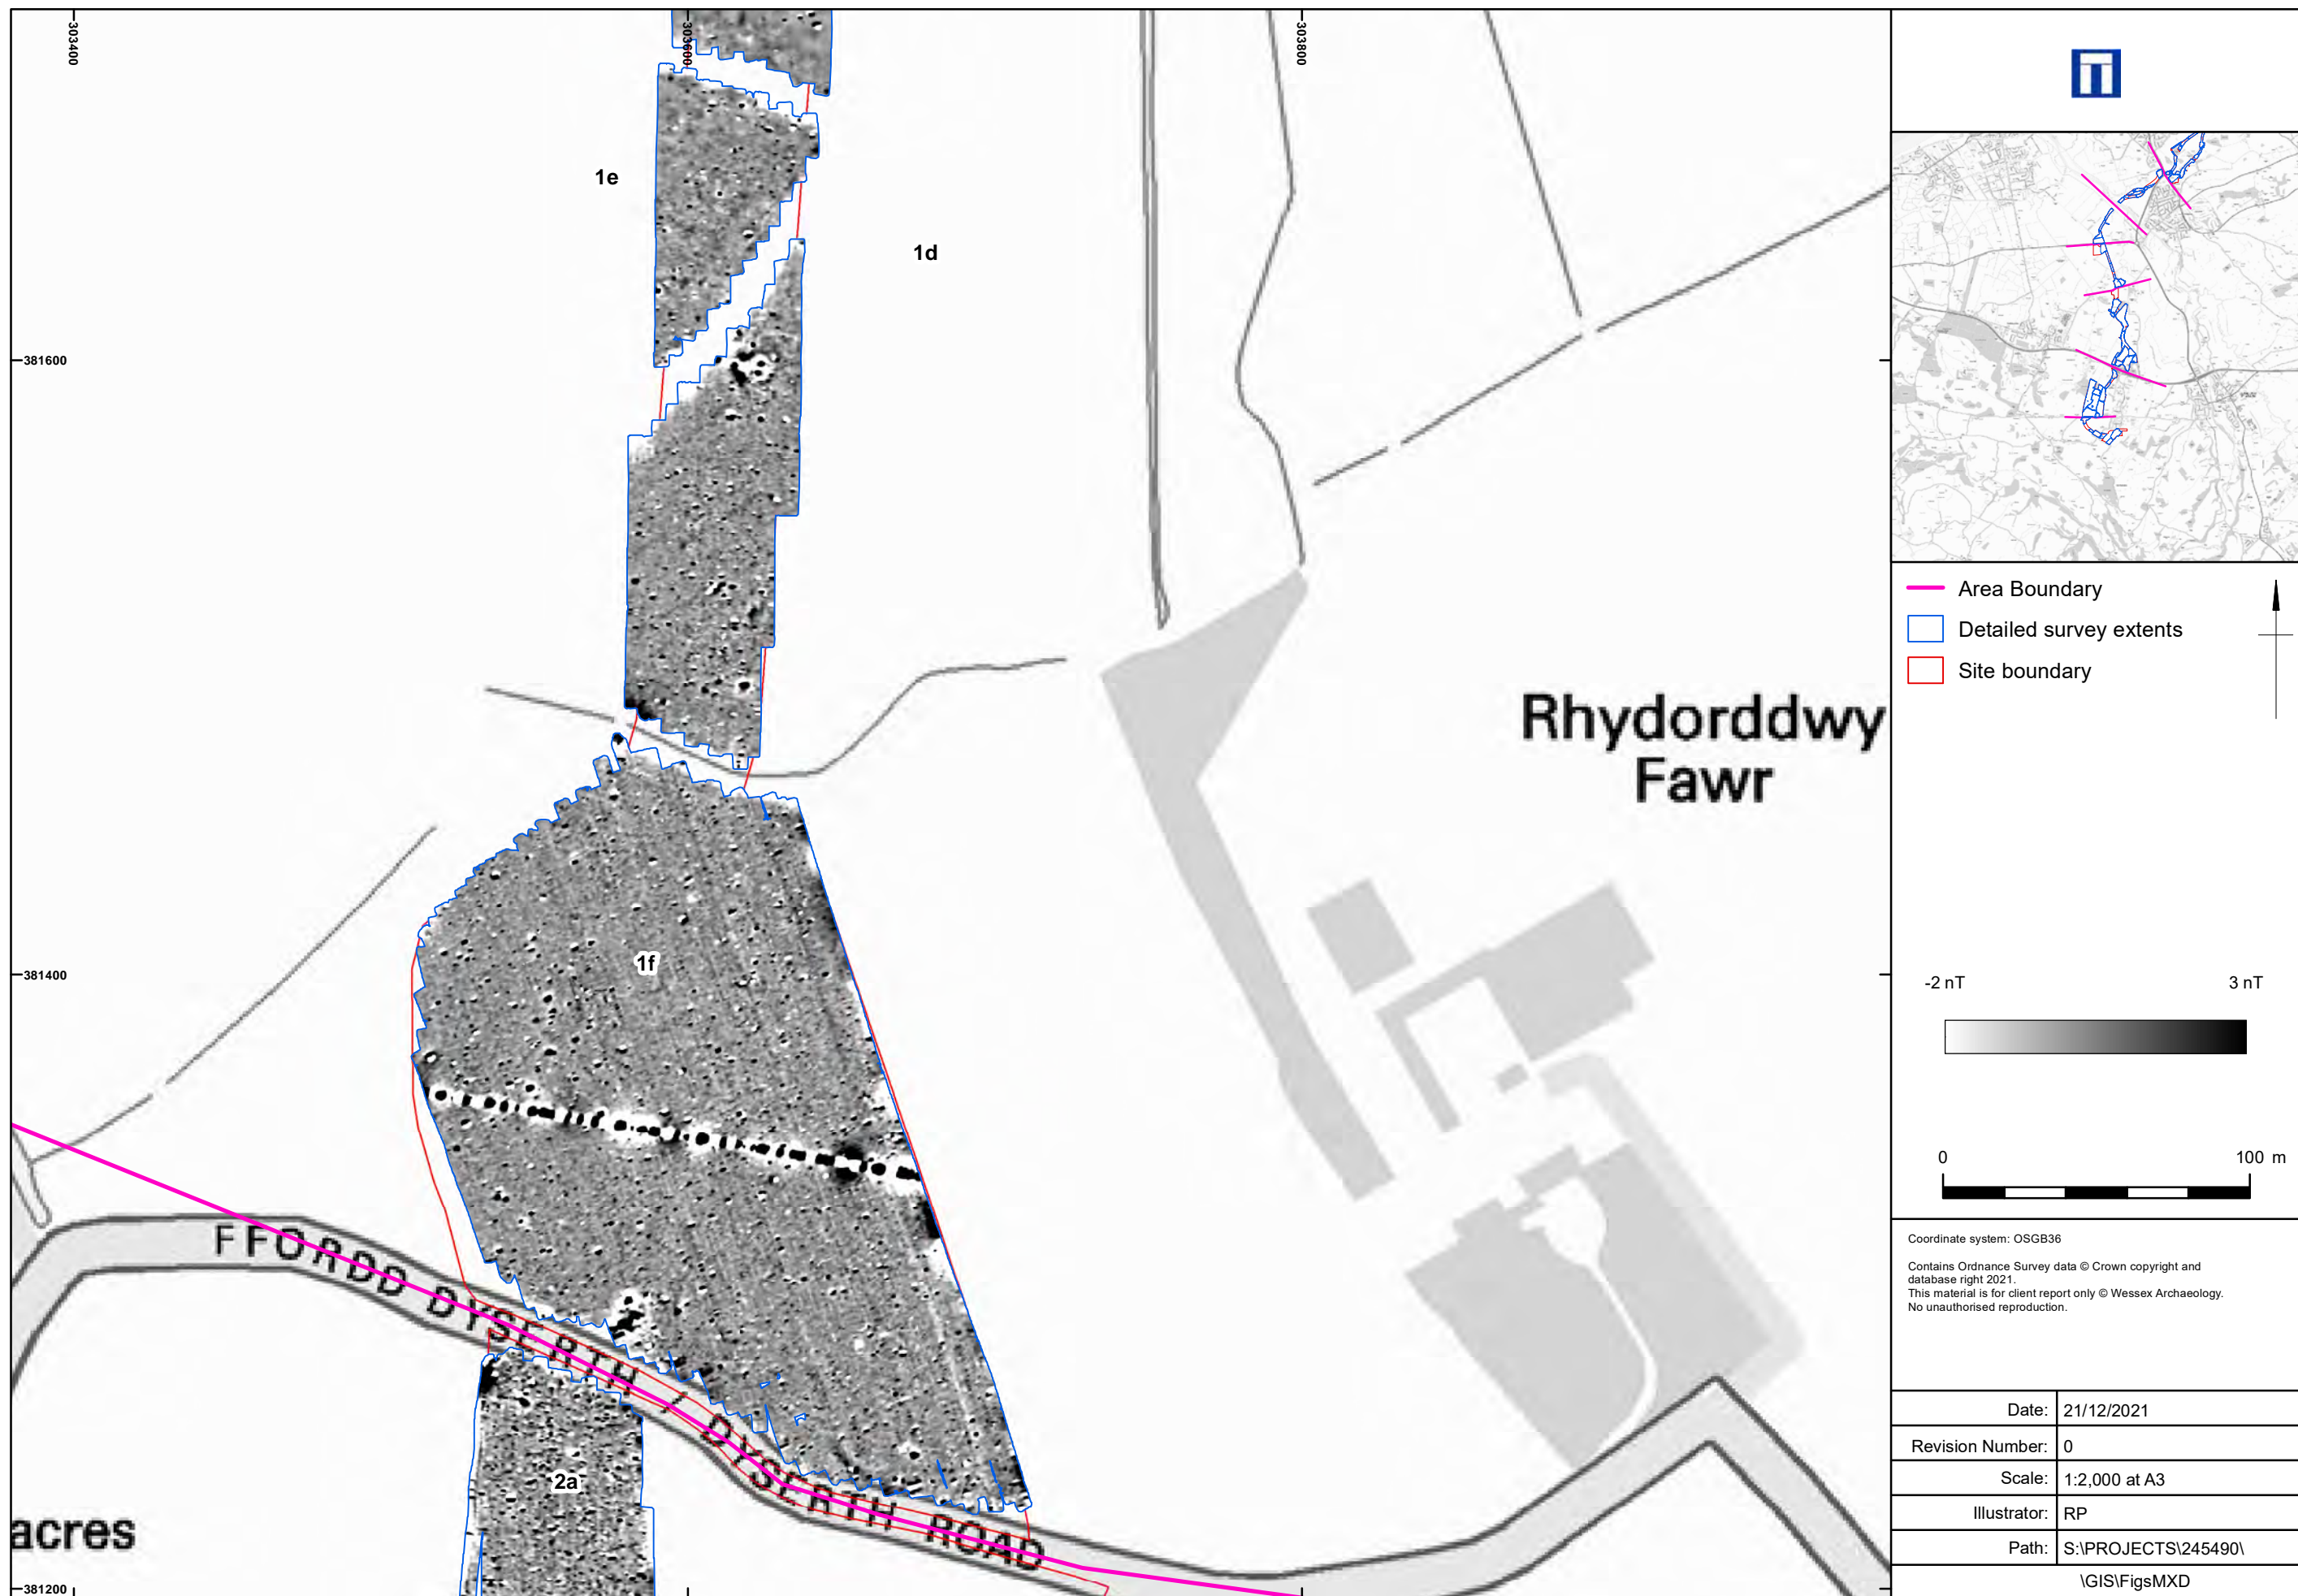 303400
303600
303800
1e
1d
381600
Rhydorddwy
Fawr
1f
381400
FFORDD DYSERTH / DYSERTH ROAD
2a
acres
381200
Area Boundary
Detailed survey extents
Site boundary
-2 nT
3 nT
0
100 m
Coordinate system: OSGB36
Contains Ordnance Survey data © Crown copyright and
database right 2021.
This material is for client report only © Wessex Archaeology.
No unauthorised reproduction.
Date: 21/12/2021
Revision Number: 0
Scale: 1:2,000 at A3
Illustrator: RP
Path: S:\PROJECTS\245490\
\GIS\FigsMXD